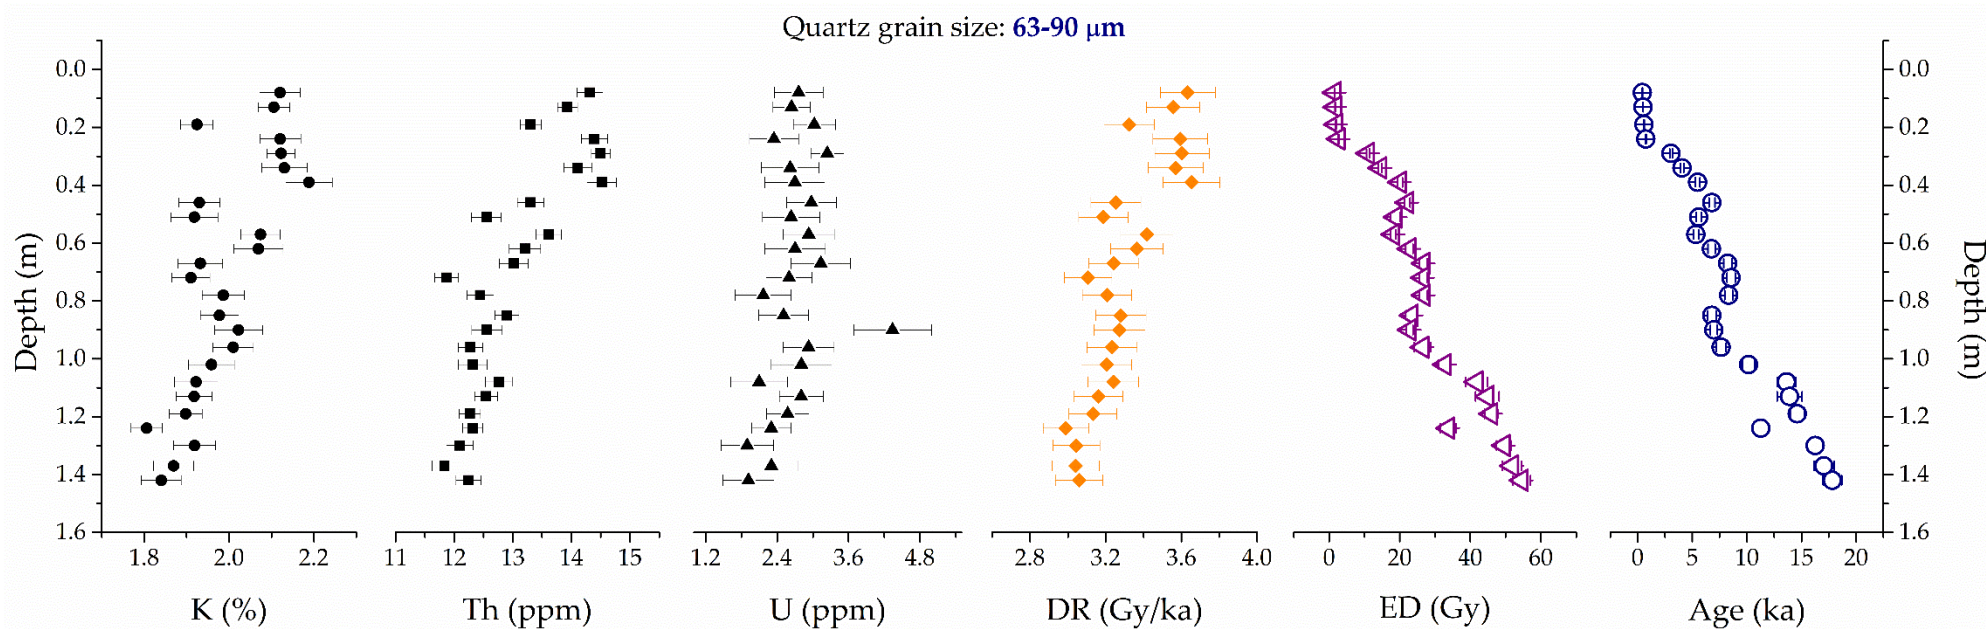 Quartz grain size: 63-90 μm
Depth (m)
0.0
0.2
0.4
0.6
0.8
1.0
1.2
1.4
1.6
1.8 2.0 2.2
K (%)
11 12 13 14 15
Th (ppm)
1.2 2.4 3.6 4.8
U (ppm)
2.8 3.2 3.6 4.0
DR (Gy/ka)
0 20 40 60
ED (Gy)
0 5 10 15 20
Age (ka)
0.0
0.2
0.4
0.6
0.8
1.0
1.2
1.4
1.6
Depth (m)